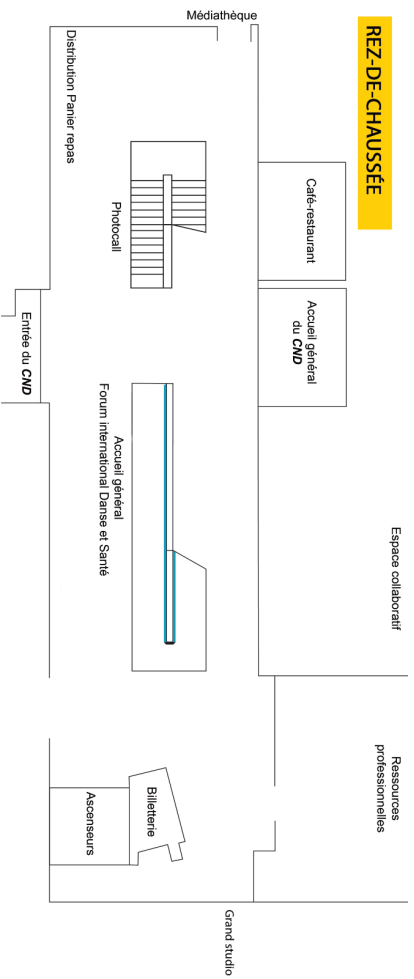 REZ-DE-CHAUSSÉE
Médiathèque
Distribution Panier repas
Café-restaurant
Photocall
Accueil général
du CND
Entrée du CND
Accueil général
Forum international Danse et Santé
Espace collaboratif
Ressources
professionnelles
Billetterie
Ascenseurs
Grand studio